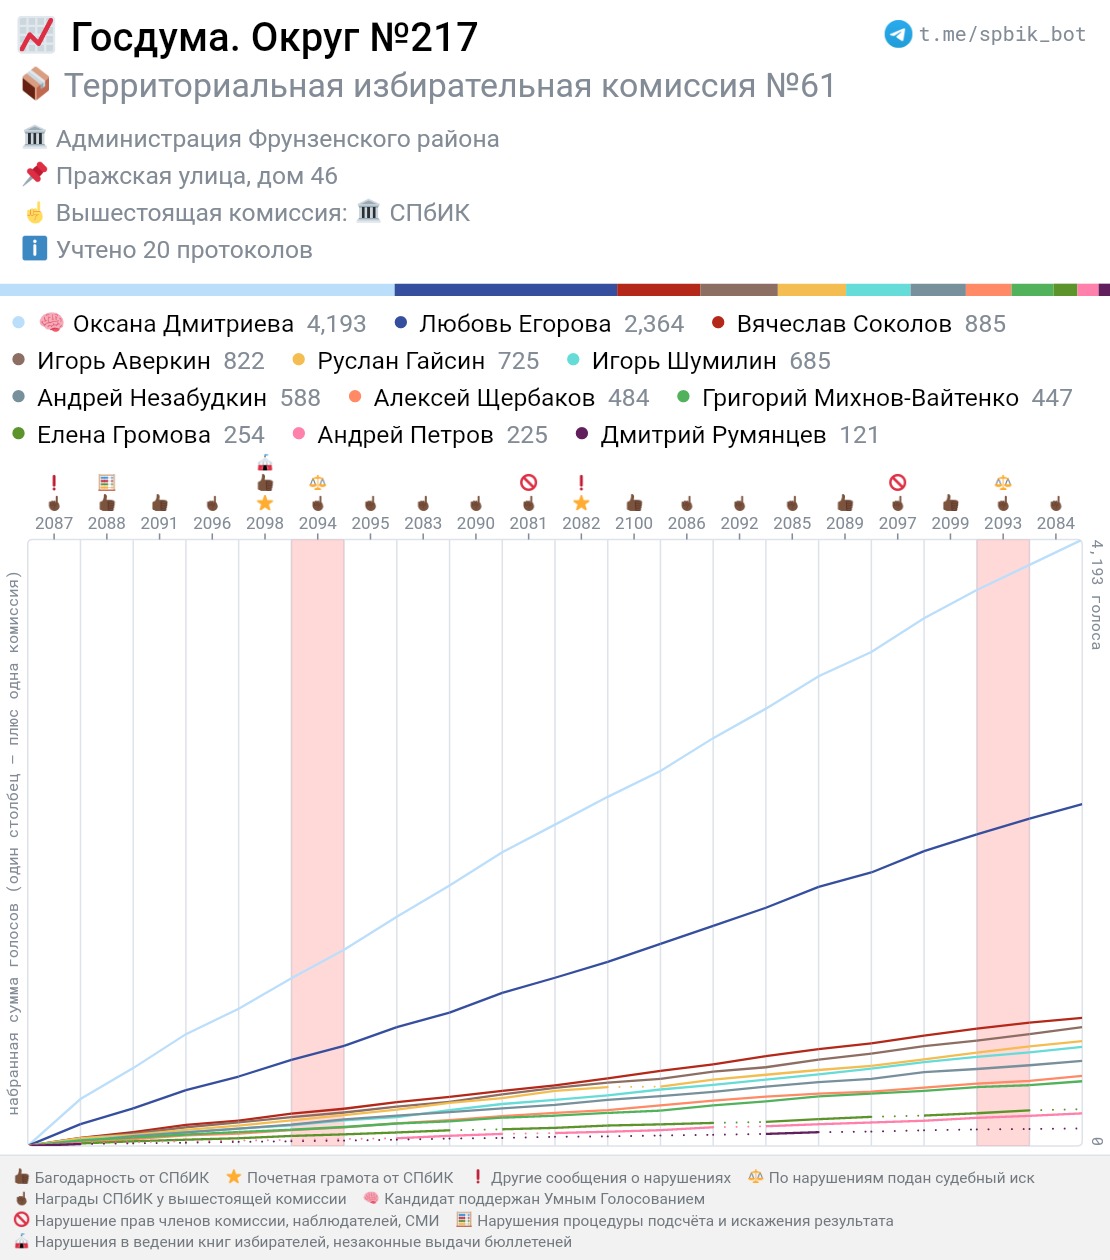 Госдума. Округ №217
t.me/spbik_bot
Территориальная избирательная комиссия №61
Администрация Фрунзенского района
Пражская улица, дом 46
Вышестоящая комиссия: СПбИК
Учтено 20 протоколов
Оксана Дмитриева 4,193 Любовь Егорова 2,364 Вячеслав Соколов 885
Игорь Аверкин 822 Руслан Гайсин 725 Игорь Шумилин 685
Андрей Незабудкин 588 Алексей Щербаков 484 Григорий Михнов-Вайтенко 447
Елена Громова 254 Андрей Петров 225 Дмитрий Румянцев 121
2087 2088 2091 2096 2098 2094 2095 2083 2090 2081 2082 2100 2086 2092 2085 2089 2097 2099 2093 2084
набранная сумма голосов (один столбец – плюс одна комиссия)
4,193 голоса
0
Багодарность от СПбИК Почетная грамота от СПбИК Другие сообщения о нарушениях По нарушениям подан судебный иск
Награды СПбИК у вышестоящей комиссии Кандидат поддержан Умным Голосованием
Нарушение прав членов комиссии, наблюдателей, СМИ Нарушения процедуры подсчёта и искажения результата
Нарушения в ведении книг избирателей, незаконные выдачи бюллетеней